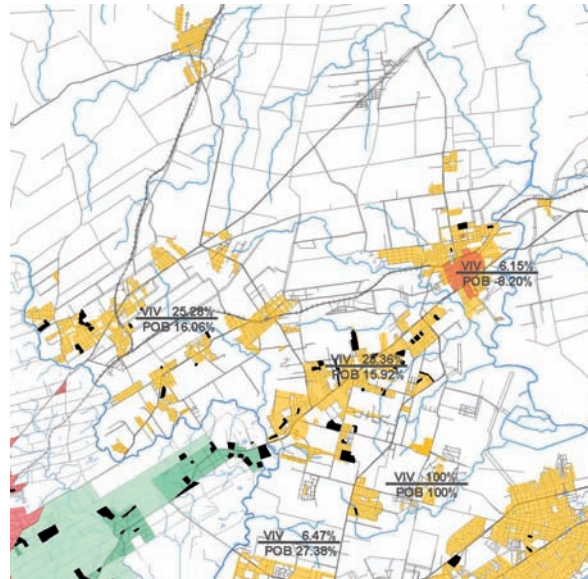 VIV 6.15%
POB -8.20%
VIV 25.28%
POB 16.06%
VIV 28.36%
POB 15.92%
VIV 100%
POB 100%
VIV 6.47%
POB 27.38%